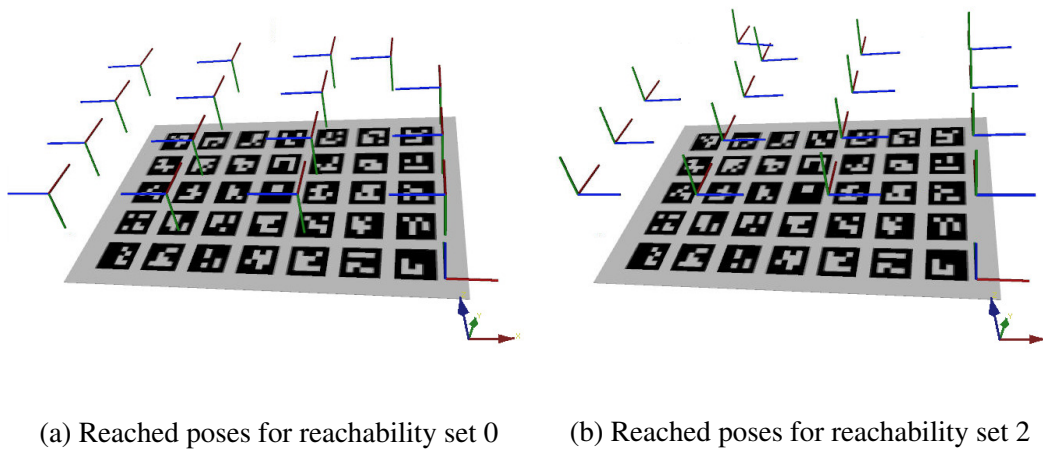 X
Y
X
Y
(a) Reached poses for reachability set 0
(b) Reached poses for reachability set 2